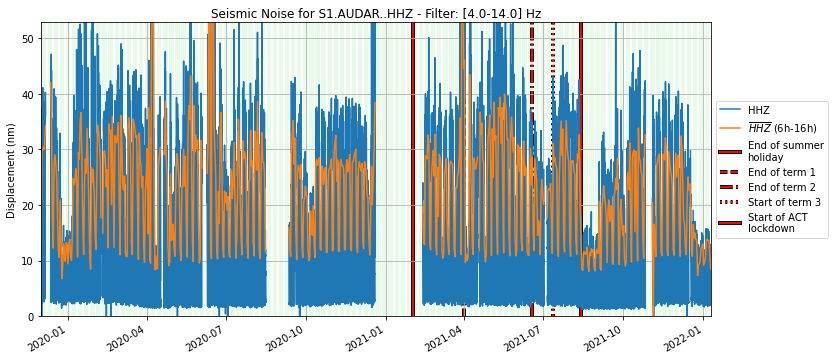 Seismic Noise for S1.AUDAR..HHZ - Filter: [4.0-14.0] Hz
Displacement (nm)
50
40
30
20
10
0
2020-01
2020-04
2020-07
2020-10
2021-01
2021-04
2021-07
2021-10
2022-01
HHZ
HHZ (6h-16h)
End of summer
holiday
End of term 1
End of term 2
Start of term 3
Start of ACT
lockdown